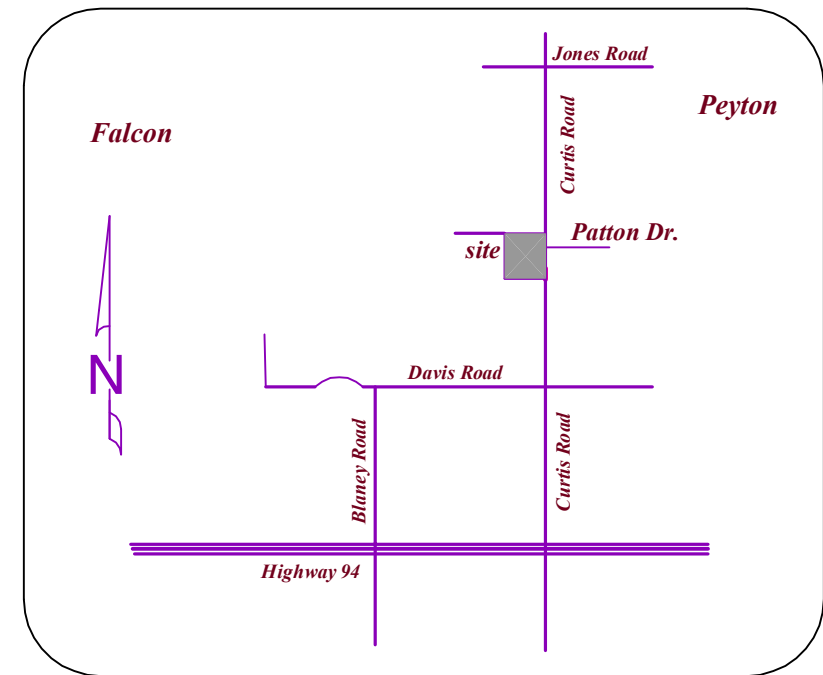 Jones Road
Peyton
Falcon
Curtis Road
Patton Dr.
site
N
Davis Road
Blaney Road
Curtis Road
Highway 94